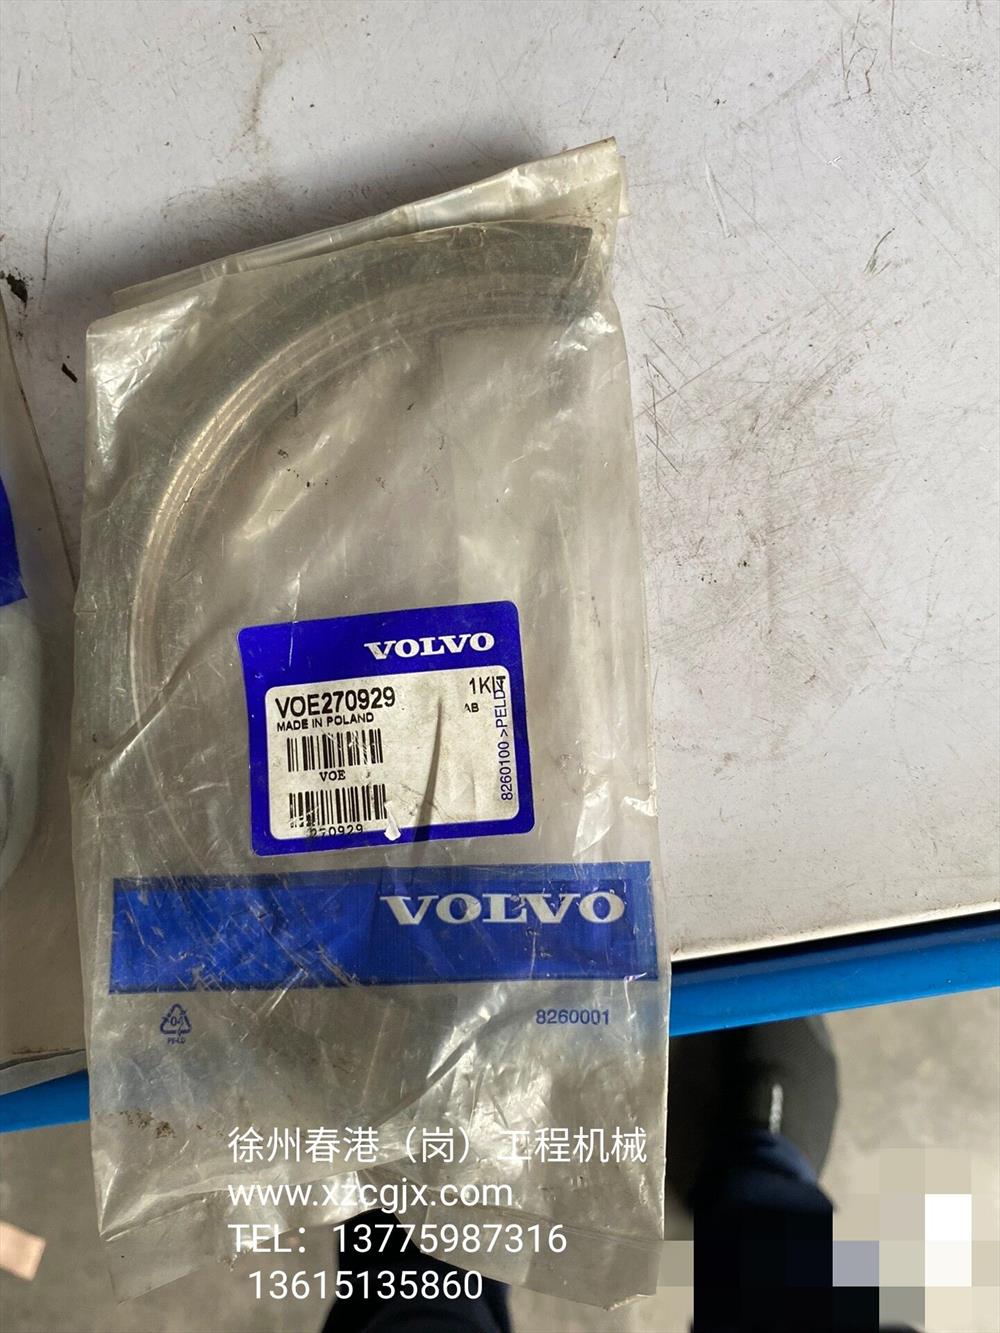 VOLVO
VOE270929
1KIT
MADE IN POLAND
AB
VOE
270929
8260100 >PELD
VOLVO
8260001
04
PE-LD
徐州春港（岗）工程机械
www.xzcgjx.com
TEL：13775987316
13615135860